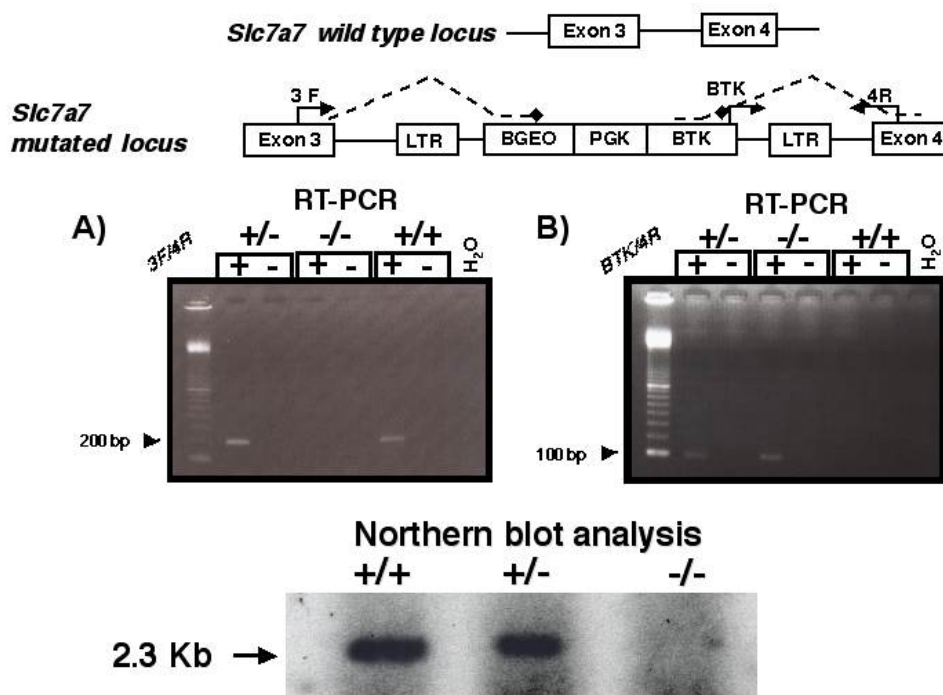 Slc7a7 wild type locus
Exon 3 Exon 4
Slc7a7
mutated locus
3 F BTK 4R
Exon 3 LTR BGEO PGK BTK LTR Exon 4
RT-PCR
A)
3F/4R +/- -/- +/+ H2O
+ - + - + -
200 bp
RT-PCR
B)
BTK/4R +/- -/- +/+ H2O
+ - + - + -
100 bp
Northern blot analysis
+/+ +/- -/-
2.3 Kb